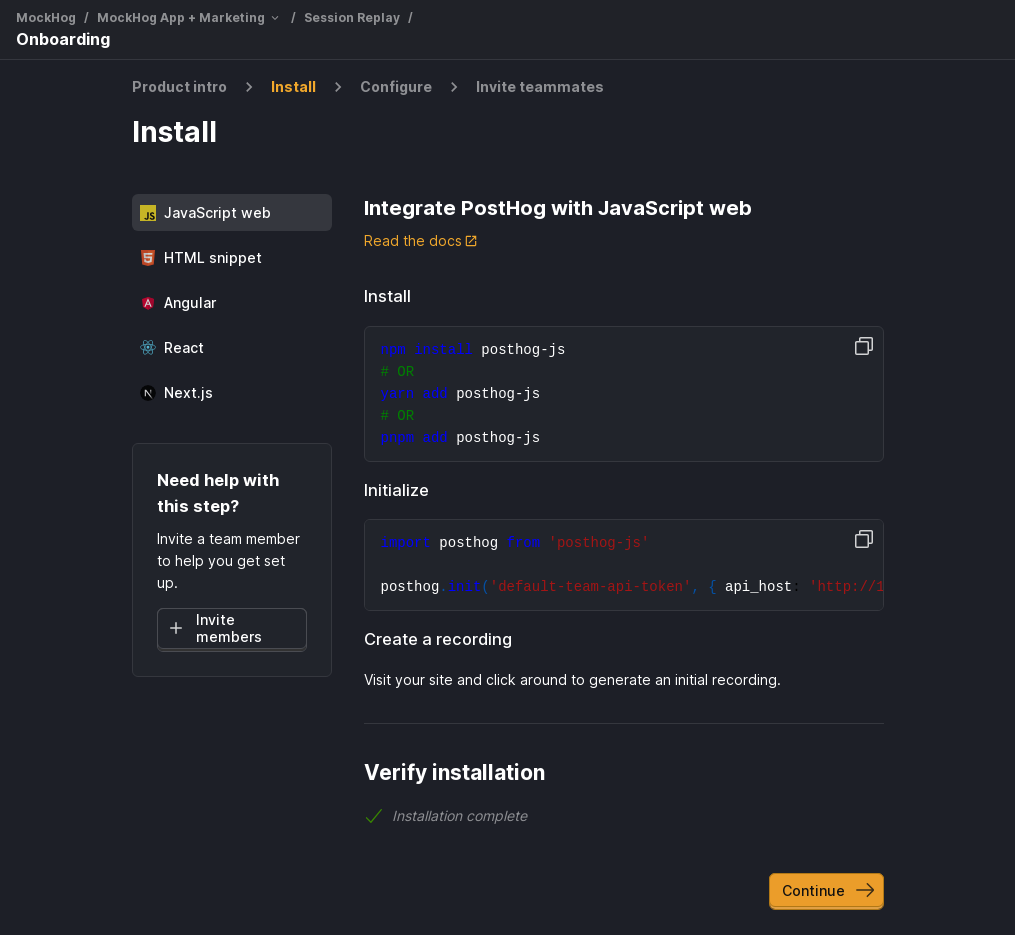 MockHog / MockHog App + Marketing / Session Replay /
Onboarding
Product intro > Install > Configure > Invite teammates
Install
JavaScript web
HTML snippet
Angular
React
Next.js
Need help with
this step?
Invite a team member
to help you get set
up.
Invite
members
Integrate PostHog with JavaScript web
Read the docs
Install
npm install posthog-js
# OR
yarn add posthog-js
# OR
pnpm add posthog-js
Initialize
import posthog from 'posthog-js'
posthog.init('default-team-api-token', { api_host: 'http://1
Create a recording
Visit your site and click around to generate an initial recording.
Verify installation
Installation complete
Continue